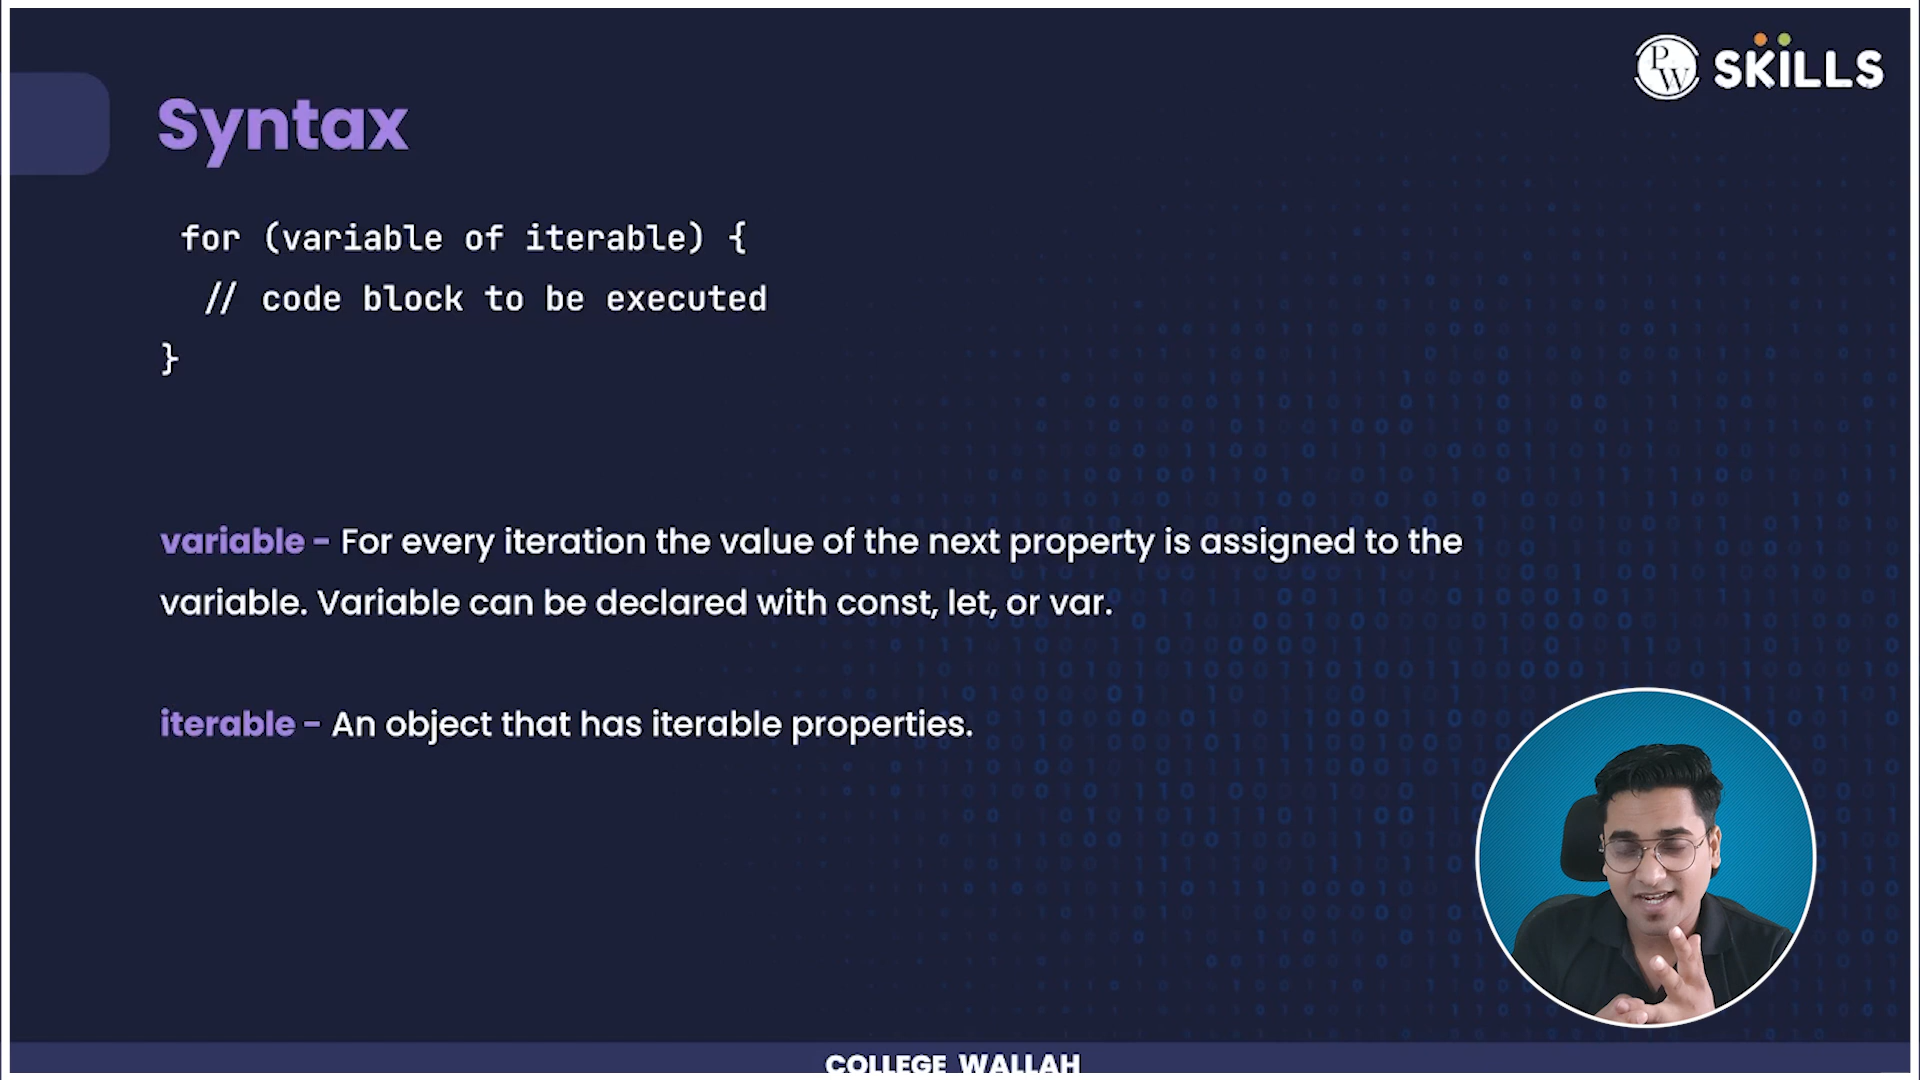 PW SKILLS
Syntax
for (variable of iterable) {
// code block to be executed
}
variable - For every iteration the value of the next property is assigned to the
variable. Variable can be declared with const, let, or var.
iterable - An object that has iterable properties.
COLLEGE WALLAH